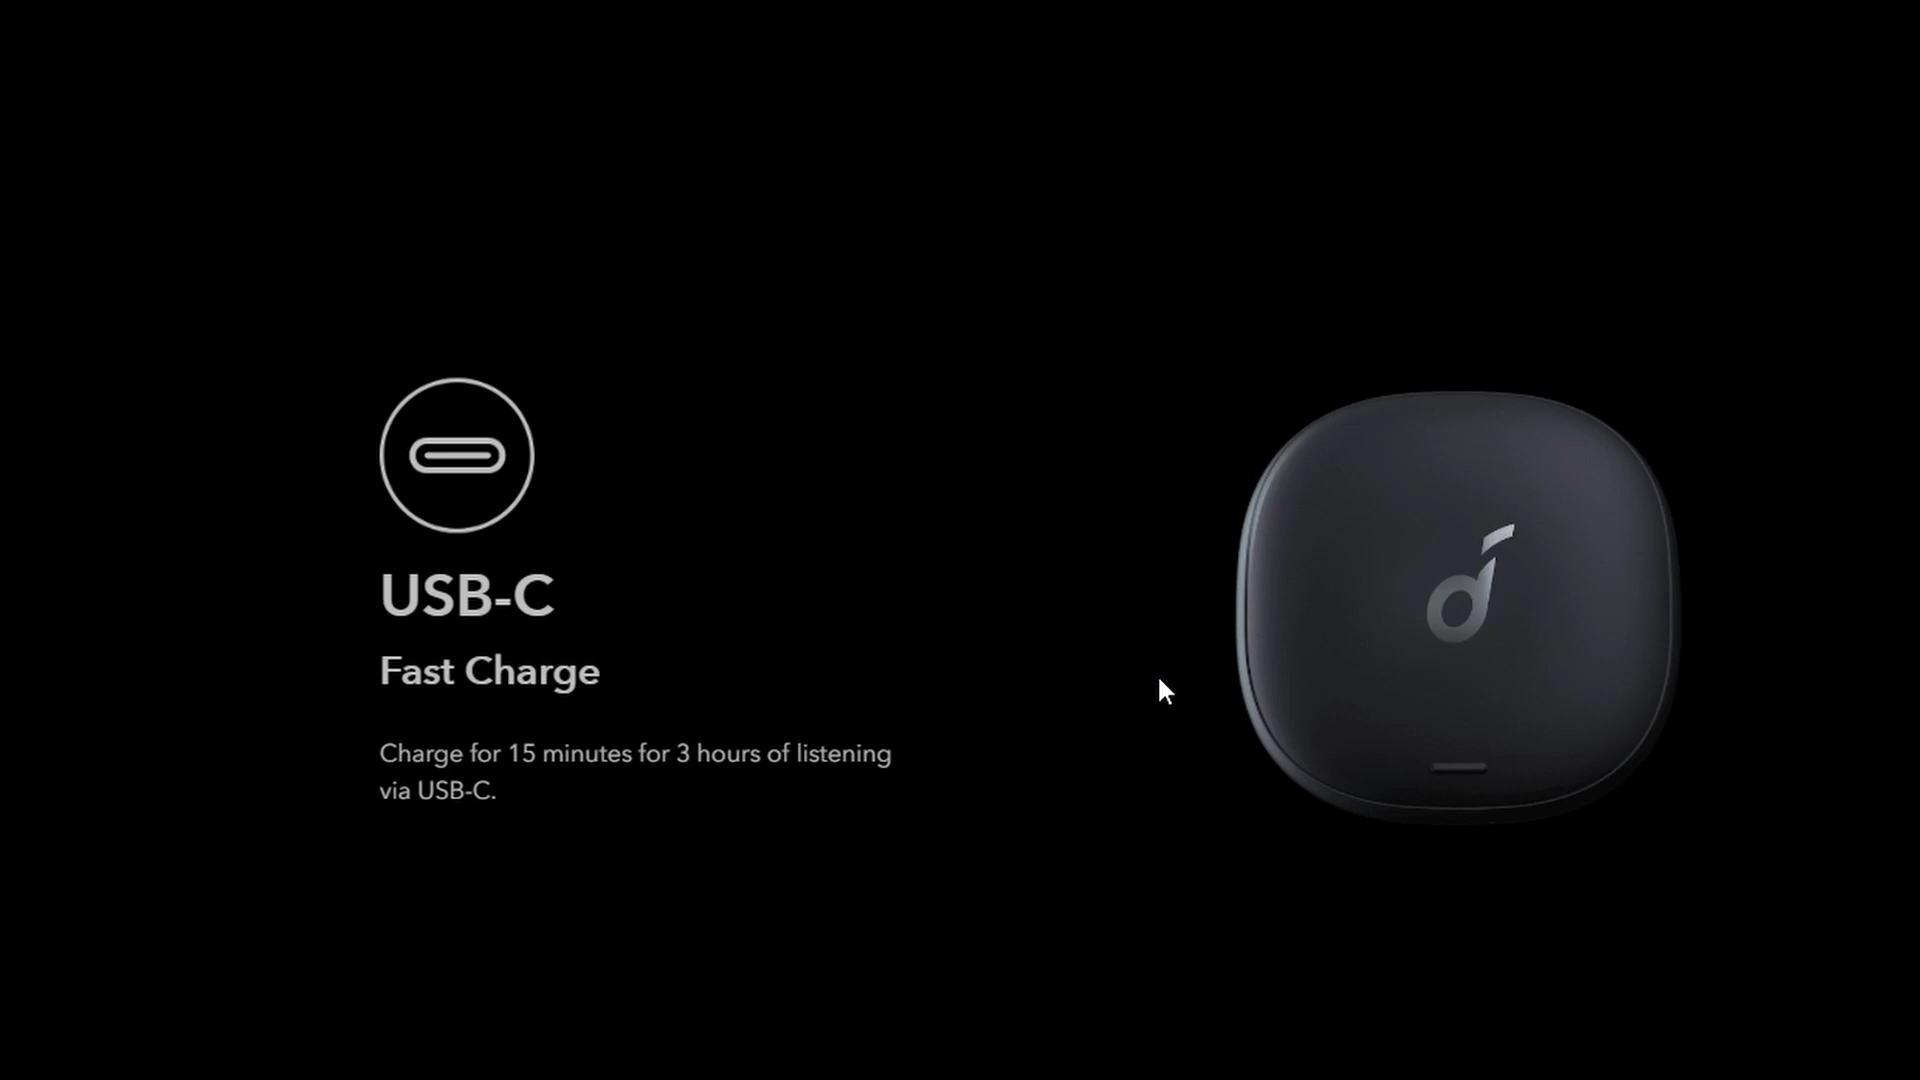 USB-C
Fast Charge
Charge for 15 minutes for 3 hours of listening
via USB-C.